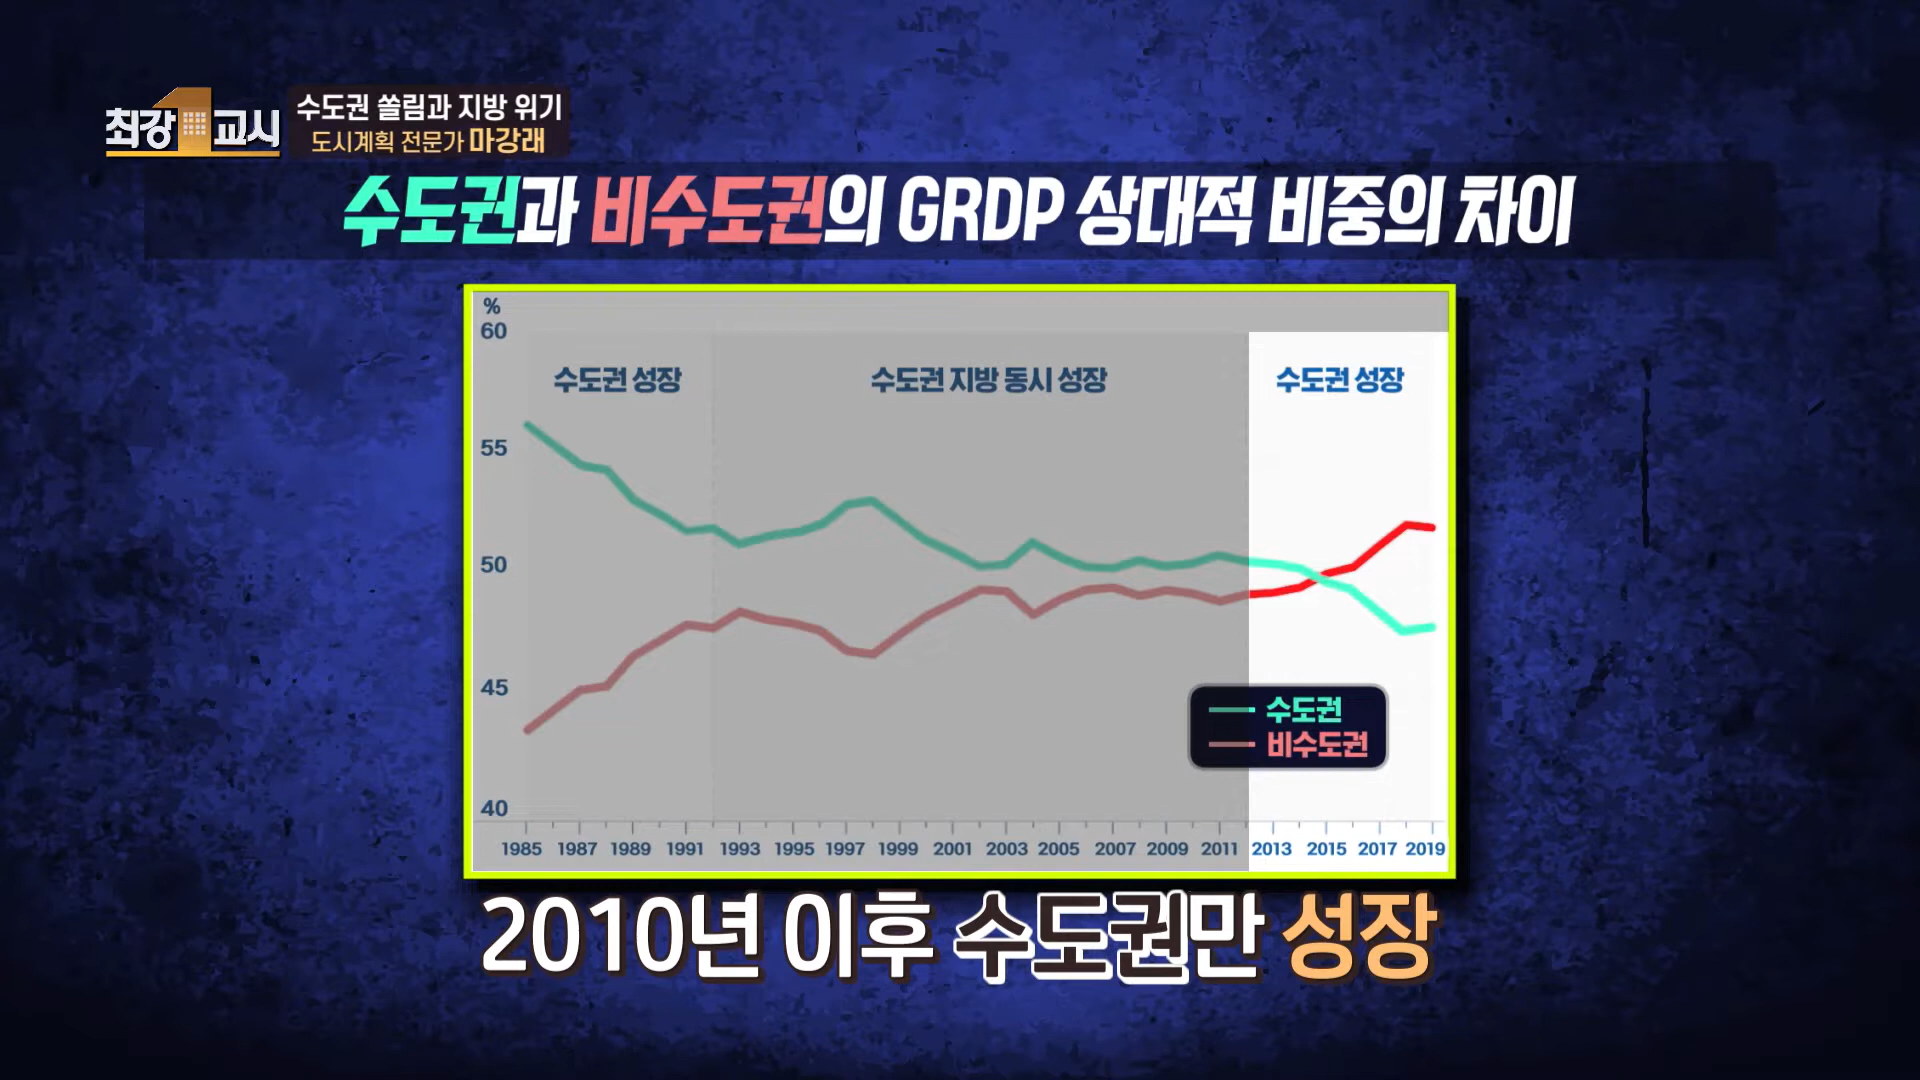 최강1교시
수도권 쏠림과 지방 위기
도시계획 전문가 마강래
수도권과 비수도권의 GRDP 상대적 비중의 차이
%
60
55
50
45
40
수도권 성장
수도권 지방 동시 성장
수도권 성장
수도권
비수도권
1985 1987 1989 1991 1993 1995 1997 1999 2001 2003 2005 2007 2009 2011 2013 2015 2017 2019
2010년 이후 수도권만 성장